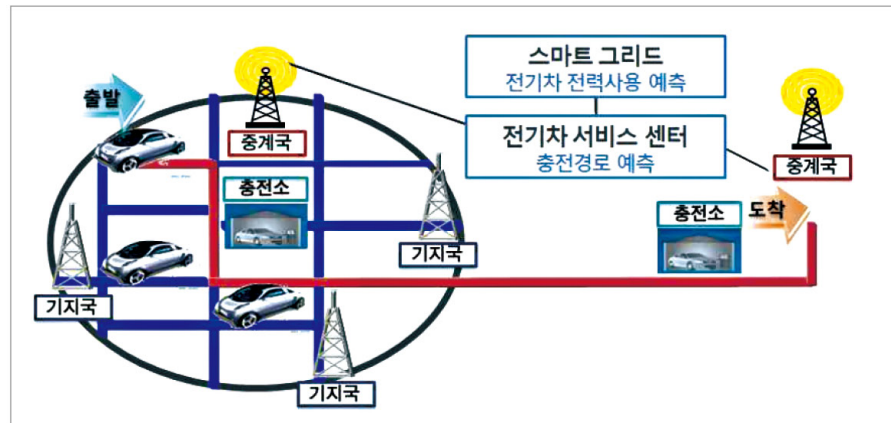 스마트 그리드
전기차 전력사용 예측
출발
중계국
전기차 서비스 센터
충전경로 예측
중계국
충전소
충전소
도착
기지국
기지국
기지국